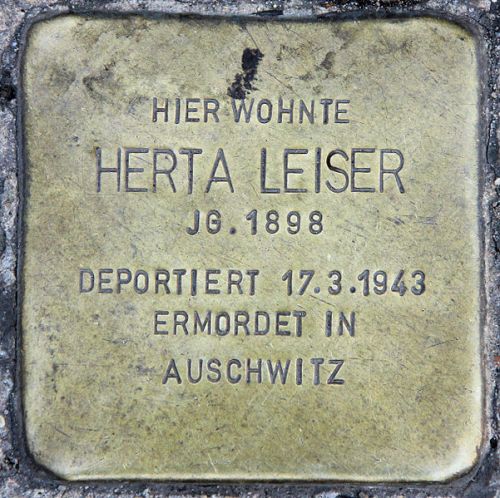 HIER WOHNTE
HERTA LEISER
JG. 1898
DEPORTIERT 17.3.1943
ERMORDET IN
AUSCHWITZ